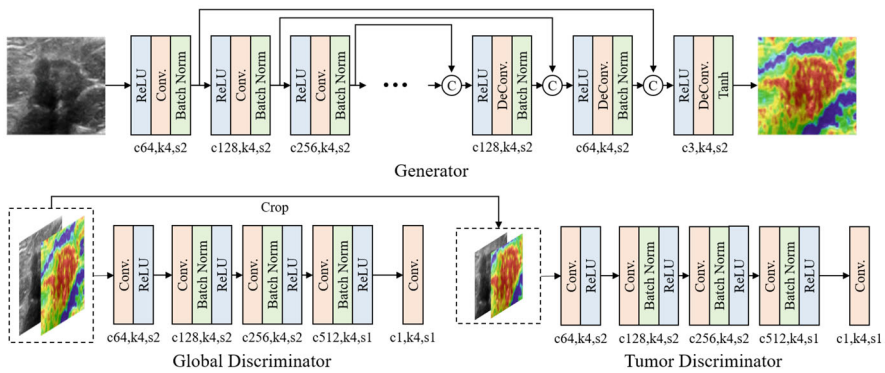 ReLU Conv. Batch Norm
ReLU Conv. Batch Norm
ReLU Conv. Batch Norm
C
ReLU DeConv. Batch Norm
C
ReLU DeConv. Batch Norm
C
ReLU DeConv. Tanh
c64,k4,s2 c128,k4,s2 c256,k4,s2 c128,k4,s2 c64,k4,s2 c3,k4,s2
Generator
Crop
Conv. ReLU
Conv. Batch Norm ReLU
Conv. Batch Norm ReLU
Conv. Batch Norm ReLU
Conv.
c64,k4,s2 c128,k4,s2 c256,k4,s2 c512,k4,s1 c1,k4,s1
Global Discriminator
Conv. ReLU
Conv. Batch Norm ReLU
Conv. Batch Norm ReLU
Conv. Batch Norm ReLU
Conv.
c64,k4,s2 c128,k4,s2 c256,k4,s2 c512,k4,s1 c1,k4,s1
Tumor Discriminator